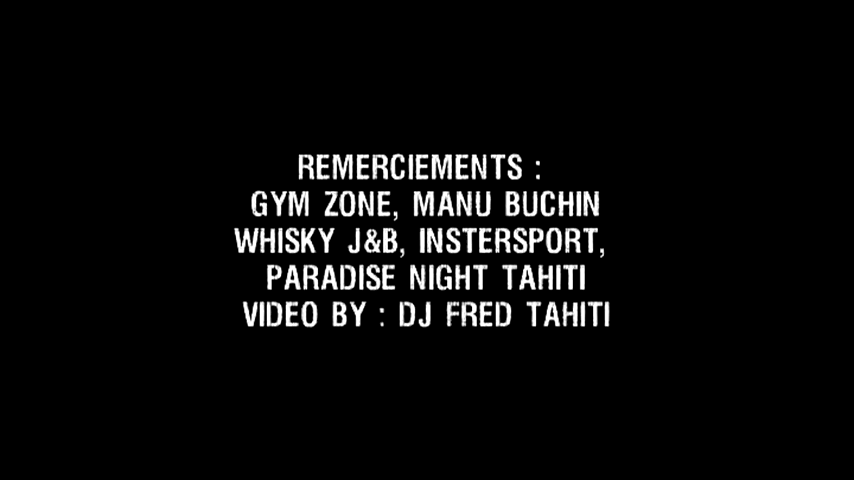 REMERCIEMENTS :
GYM ZONE, MANU BUCHIN
WHISKY J&B, INSTERSPORT,
PARADISE NIGHT TAHITI
VIDEO BY : DJ FRED TAHITI